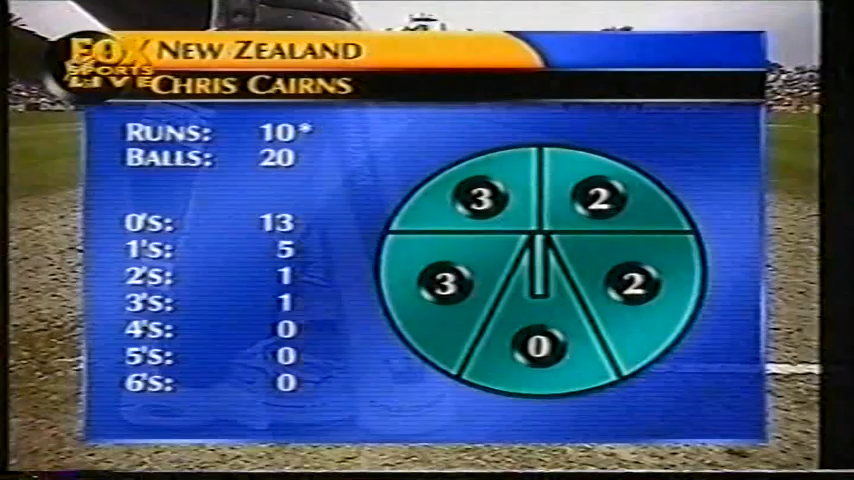 FOX
SPORTS
LIVE
NEW ZEALAND
CHRIS CAIRNS
RUNS: 10*
BALLS: 20
0'S: 13
1'S: 5
2'S: 1
3'S: 1
4'S: 0
5'S: 0
6'S: 0
3 2
3 2
0